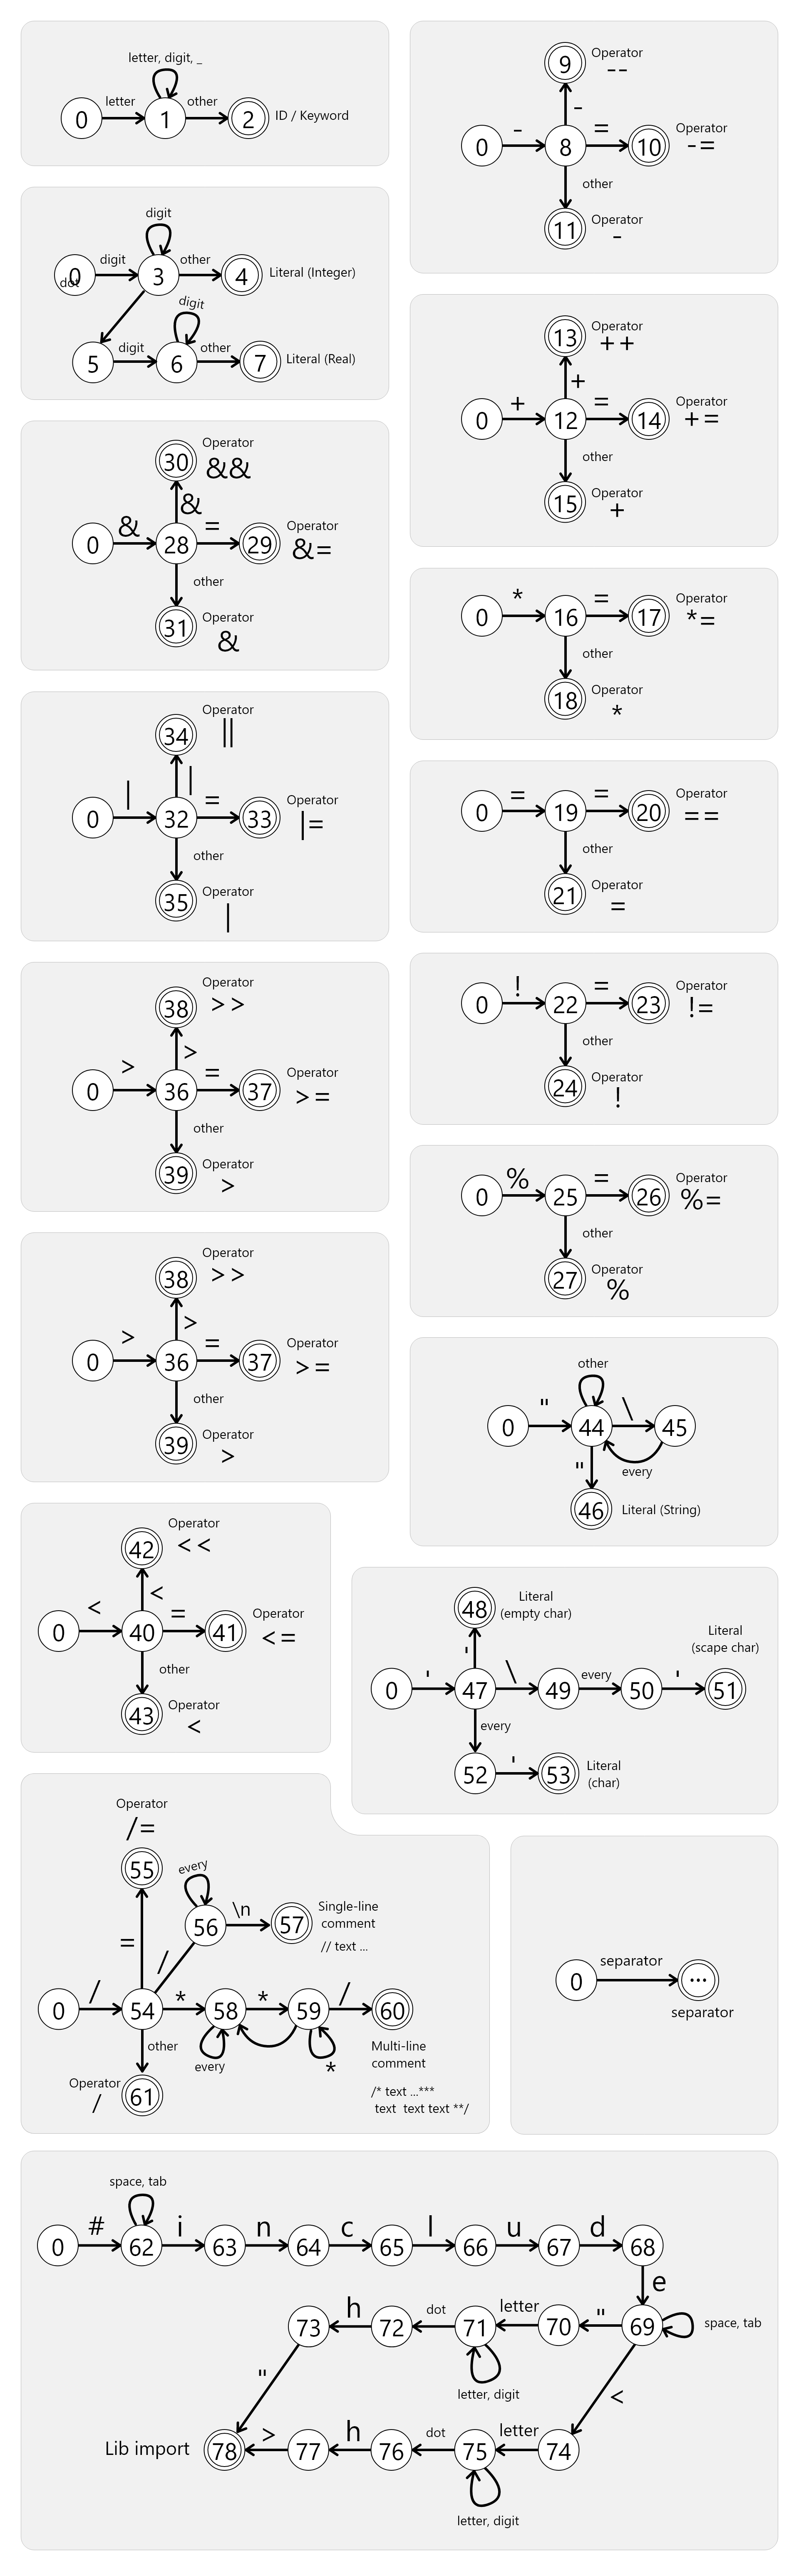 letter, digit, _
0 letter 1 other 2 ID / Keyword
digit
0 digit 3 other 4 Literal (Integer)
dot
digit
5 digit 6 other 7 Literal (Real)
30 Operator
&&
&
0 & 28 = 29 Operator
&=
other
31 Operator
&
34 Operator
||
|
0 | 32 = 33 Operator
|=
other
35 Operator
|
38 Operator
>>
>
0 > 36 = 37 Operator
>=
other
39 Operator
>
38 Operator
>>
>
0 > 36 = 37 Operator
>=
other
39 Operator
>
42 Operator
<<
<
0 < 40 = 41 Operator
<=
other
43 Operator
<
9 Operator
--
-
0 - 8 = 10 Operator
-=
other
11 Operator
-
13 Operator
++
+
0 + 12 = 14 Operator
+=
other
15 Operator
+
0 * 16 = 17 Operator
*=
other
18 Operator
*
0 = 19 = 20 Operator
==
other
21 Operator
=
0 ! 22 = 23 Operator
!=
other
24 Operator
!
0 % 25 = 26 Operator
%=
other
27 Operator
%
other
0 " 44 \ 45
" every
46 Literal (String)
48 Literal
(empty char)
Literal
(scape char)
'
0 ' 47 \ 49 every 50 ' 51
every
52 ' 53 Literal
(char)
Operator
/=
55 every
56 \n 57 Single-line
comment
// text ...
= /
0 / 54 * 58 * 59 / 60
other every *
Multi-line
comment
/* text ...***
text text text **/
Operator
/
61
0 separator ...
separator
space, tab
0 # 62 i 63 n 64 c 65 l 66 u 67 d 68
e
73 h 72 dot 71 letter 70 " 69 space, tab
letter, digit
" <
Lib import 78 > 77 h 76 dot 75 letter 74
letter, digit